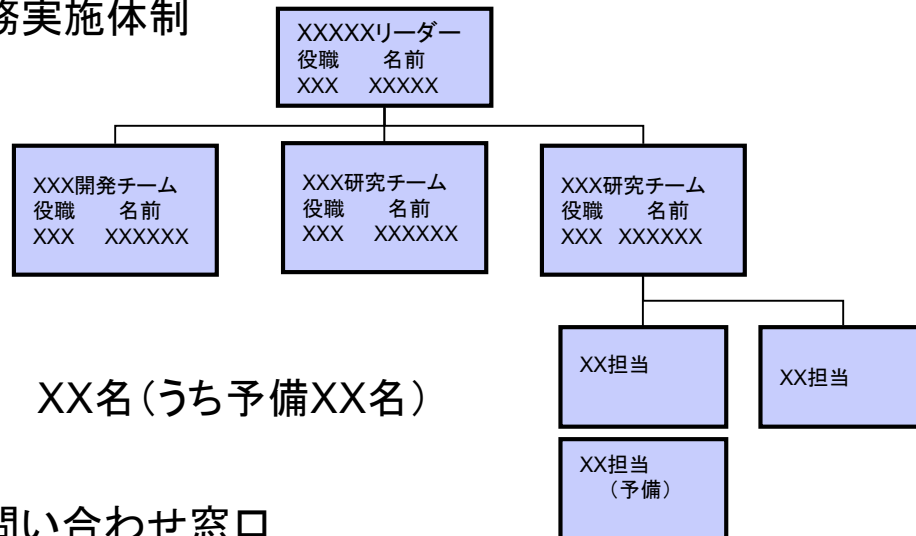 務実施体制
XXXXXリーダー
役職 名前
XXX XXXXX
XXX開発チーム
役職 名前
XXX XXXXXX
XXX研究チーム
役職 名前
XXX XXXXXX
XXX研究チーム
役職 名前
XXX XXXXXX
XX担当
XX担当
XX名(うち予備XX名)
XX担当
(予備)
問い合わせ窓口